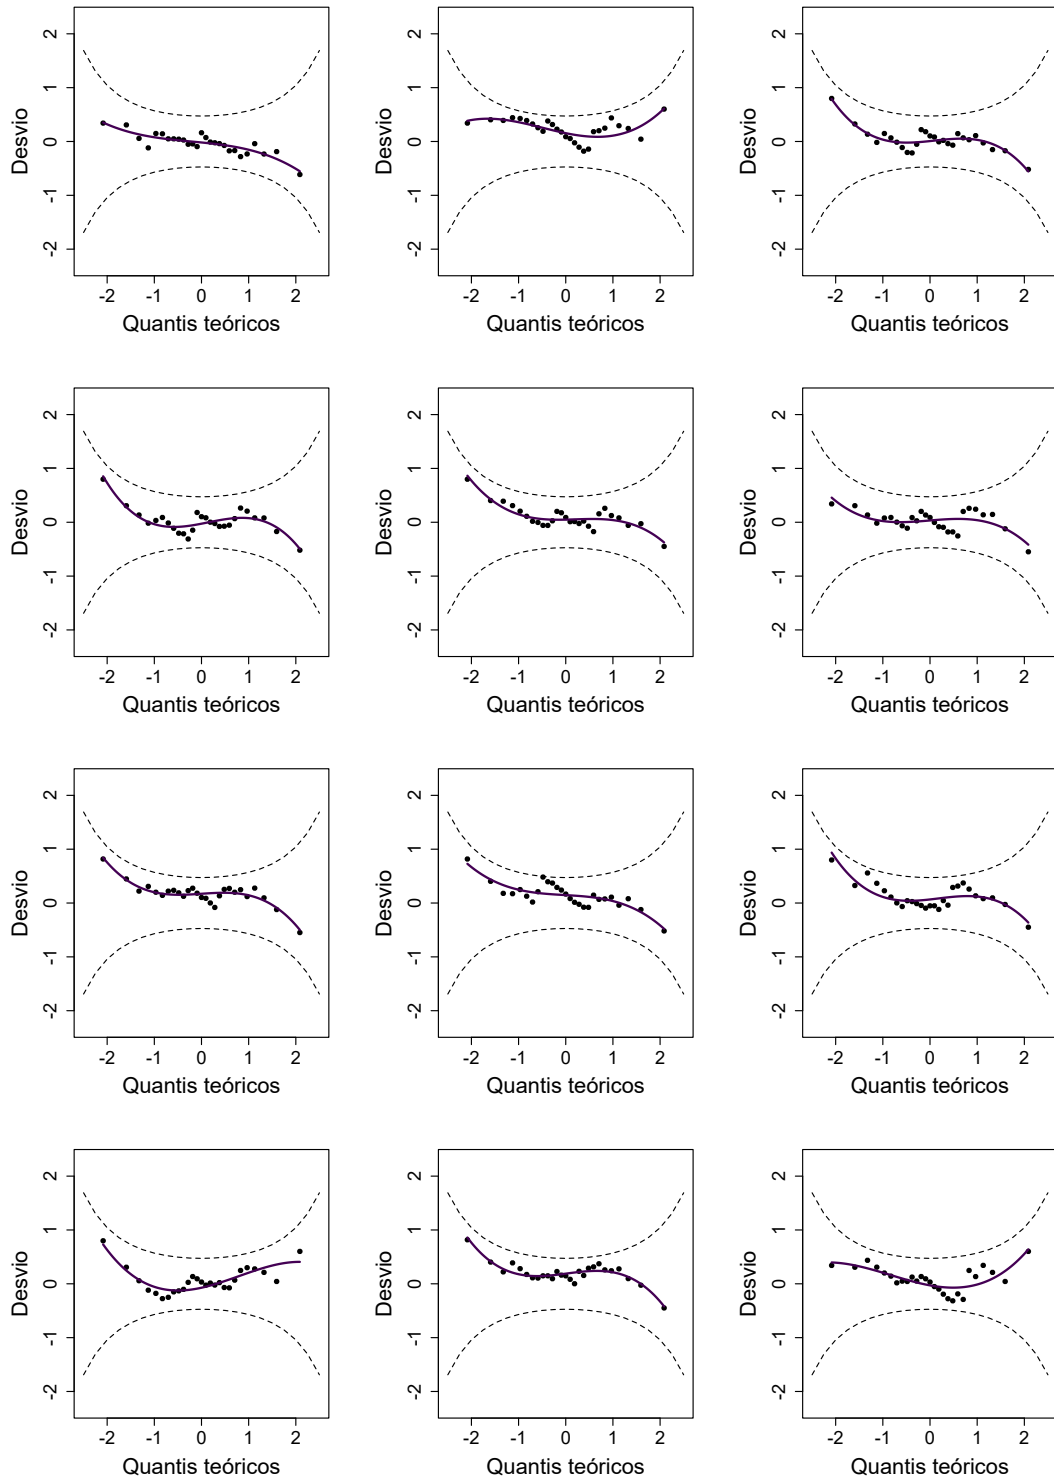 2 2 2
1 1 1
Desvio Desvio Desvio
0 0 0
-1 -1 -1
-2 -2 -2
-2 -1 0 1 2 -2 -1 0 1 2 -2 -1 0 1 2
Quantis teóricos Quantis teóricos Quantis teóricos
2 2 2
1 1 1
Desvio Desvio Desvio
0 0 0
-1 -1 -1
-2 -2 -2
-2 -1 0 1 2 -2 -1 0 1 2 -2 -1 0 1 2
Quantis teóricos Quantis teóricos Quantis teóricos
2 2 2
1 1 1
Desvio Desvio Desvio
0 0 0
-1 -1 -1
-2 -2 -2
-2 -1 0 1 2 -2 -1 0 1 2 -2 -1 0 1 2
Quantis teóricos Quantis teóricos Quantis teóricos
2 2 2
1 1 1
Desvio Desvio Desvio
0 0 0
-1 -1 -1
-2 -2 -2
-2 -1 0 1 2 -2 -1 0 1 2 -2 -1 0 1 2
Quantis teóricos Quantis teóricos Quantis teóricos